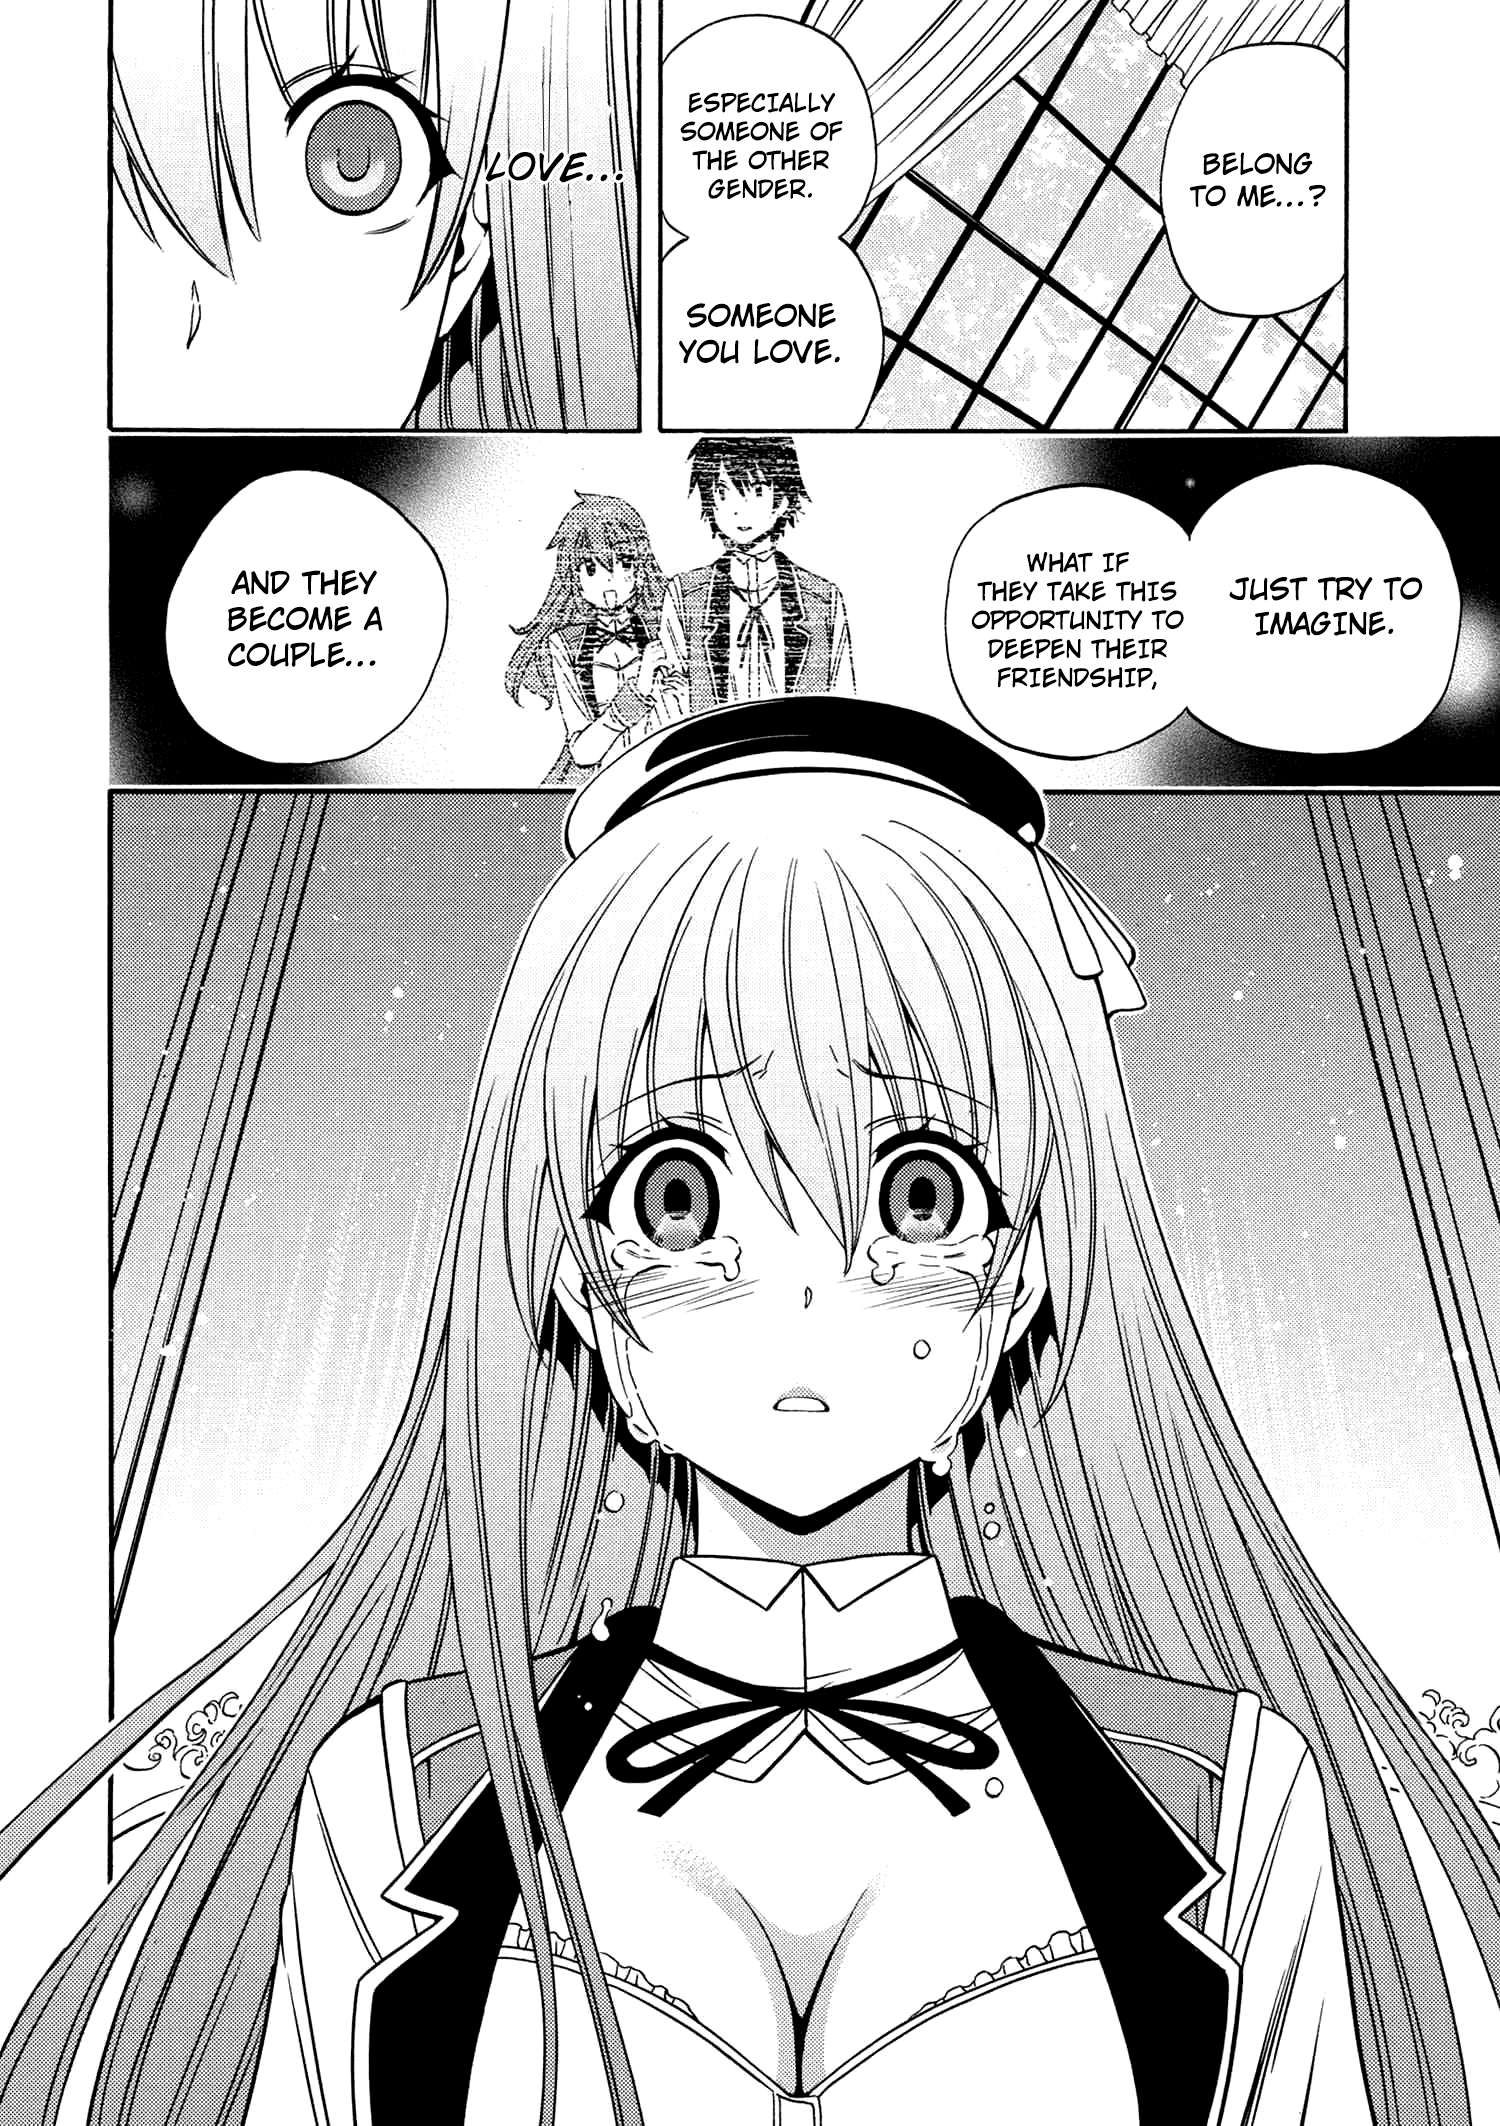 BELONG
TO ME...?
ESPECIALLY
SOMEONE OF
THE OTHER
GENDER.
SOMEONE
YOU LOVE.
LOVE...
JUST TRY TO
IMAGINE.
WHAT IF
THEY TAKE THIS
OPPORTUNITY TO
DEEPEN THEIR
FRIENDSHIP,
AND THEY
BECOME A
COUPLE...